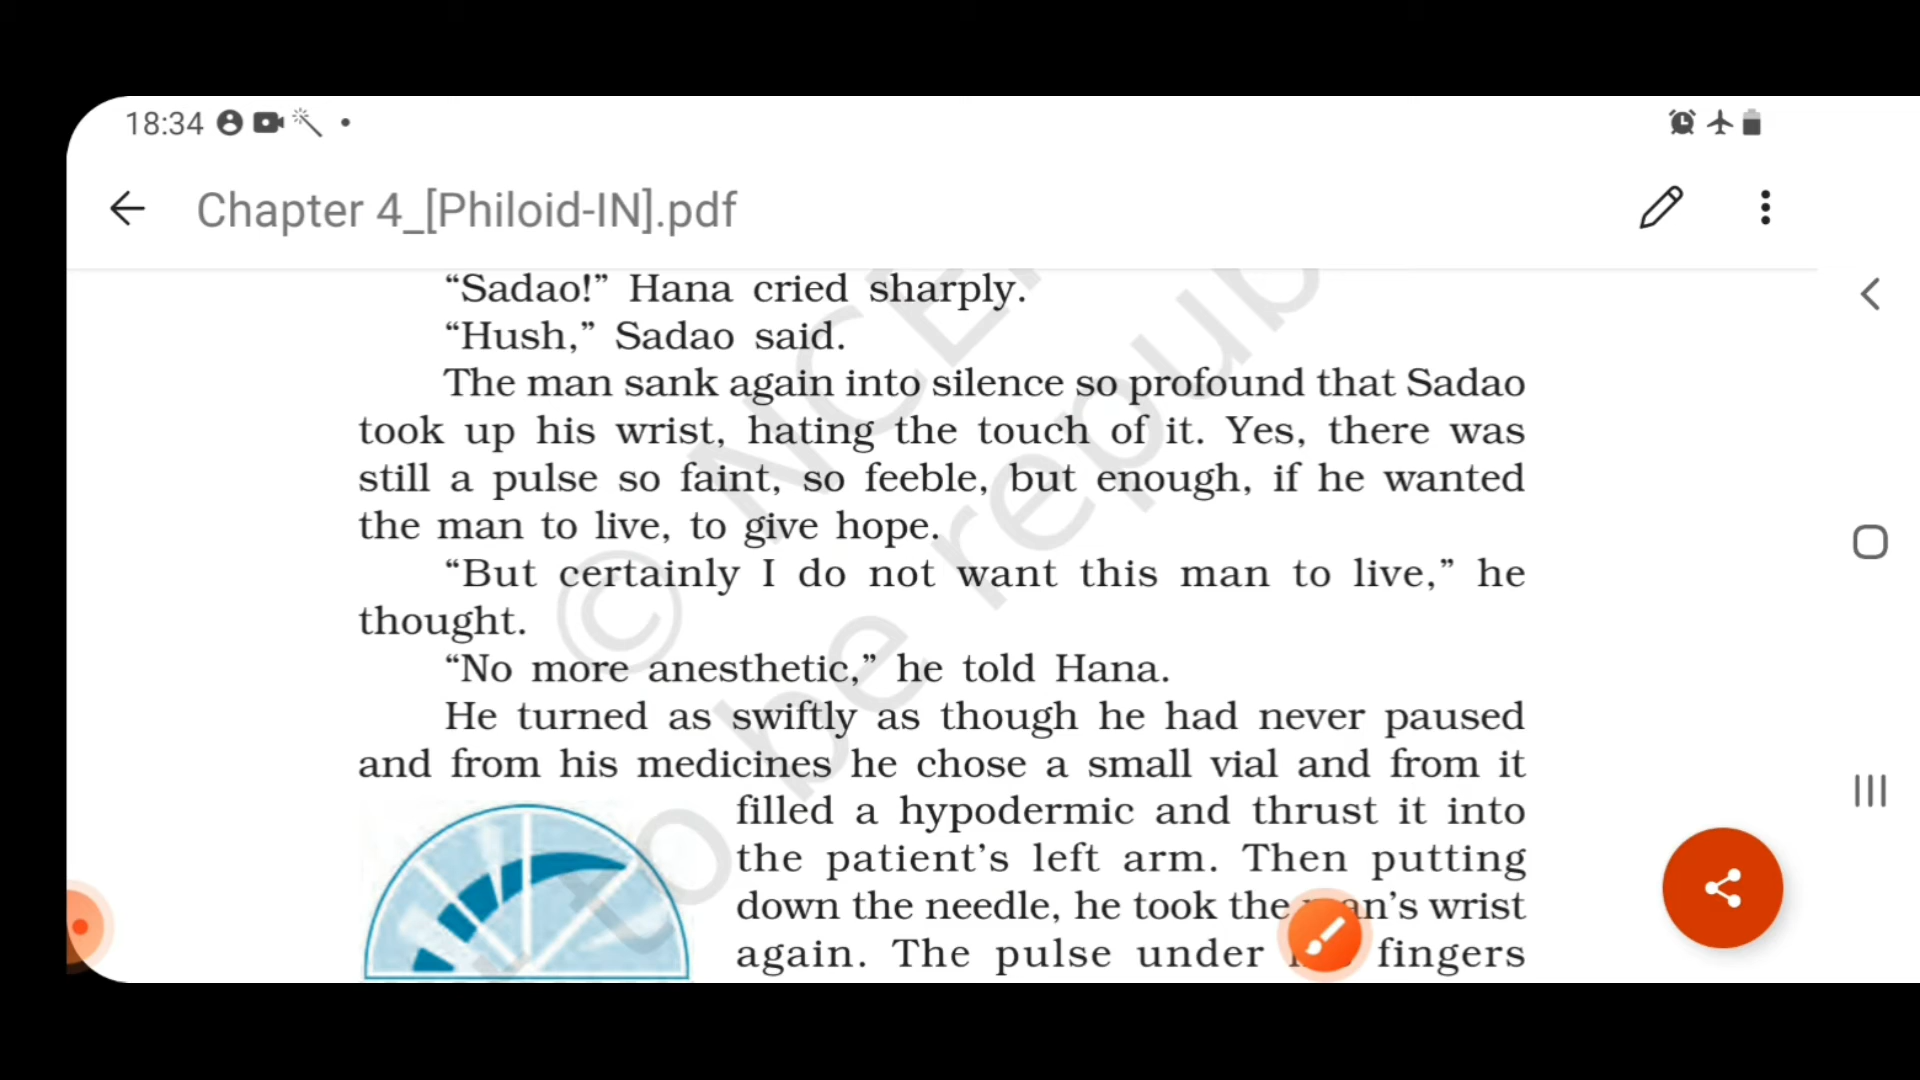 18:34
Chapter 4_[Philoid-IN].pdf
“Sadao!” Hana cried sharply.
“Hush,” Sadao said.
The man sank again into silence so profound that Sadao
took up his wrist, hating the touch of it. Yes, there was
still a pulse so faint, so feeble, but enough, if he wanted
the man to live, to give hope.
“But certainly I do not want this man to live,” he
thought.
“No more anesthetic,” he told Hana.
He turned as swiftly as though he had never paused
and from his medicines he chose a small vial and from it
filled a hypodermic and thrust it into
the patient’s left arm. Then putting
down the needle, he took the wrist
again. The pulse under fingers
©
to be repub